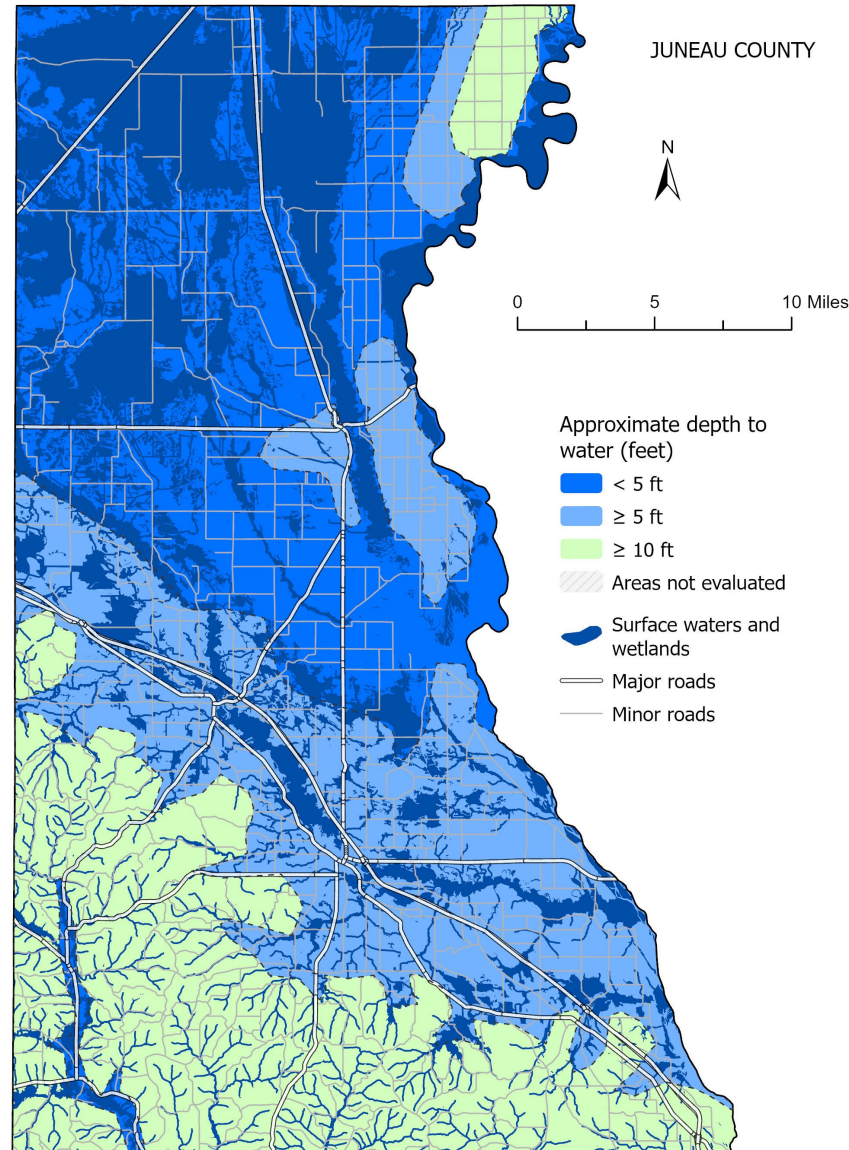 JUNEAU COUNTY
N
0 5 10 Miles
Approximate depth to
water (feet)
< 5 ft
≥ 5 ft
≥ 10 ft
Areas not evaluated
Surface waters and
wetlands
Major roads
Minor roads